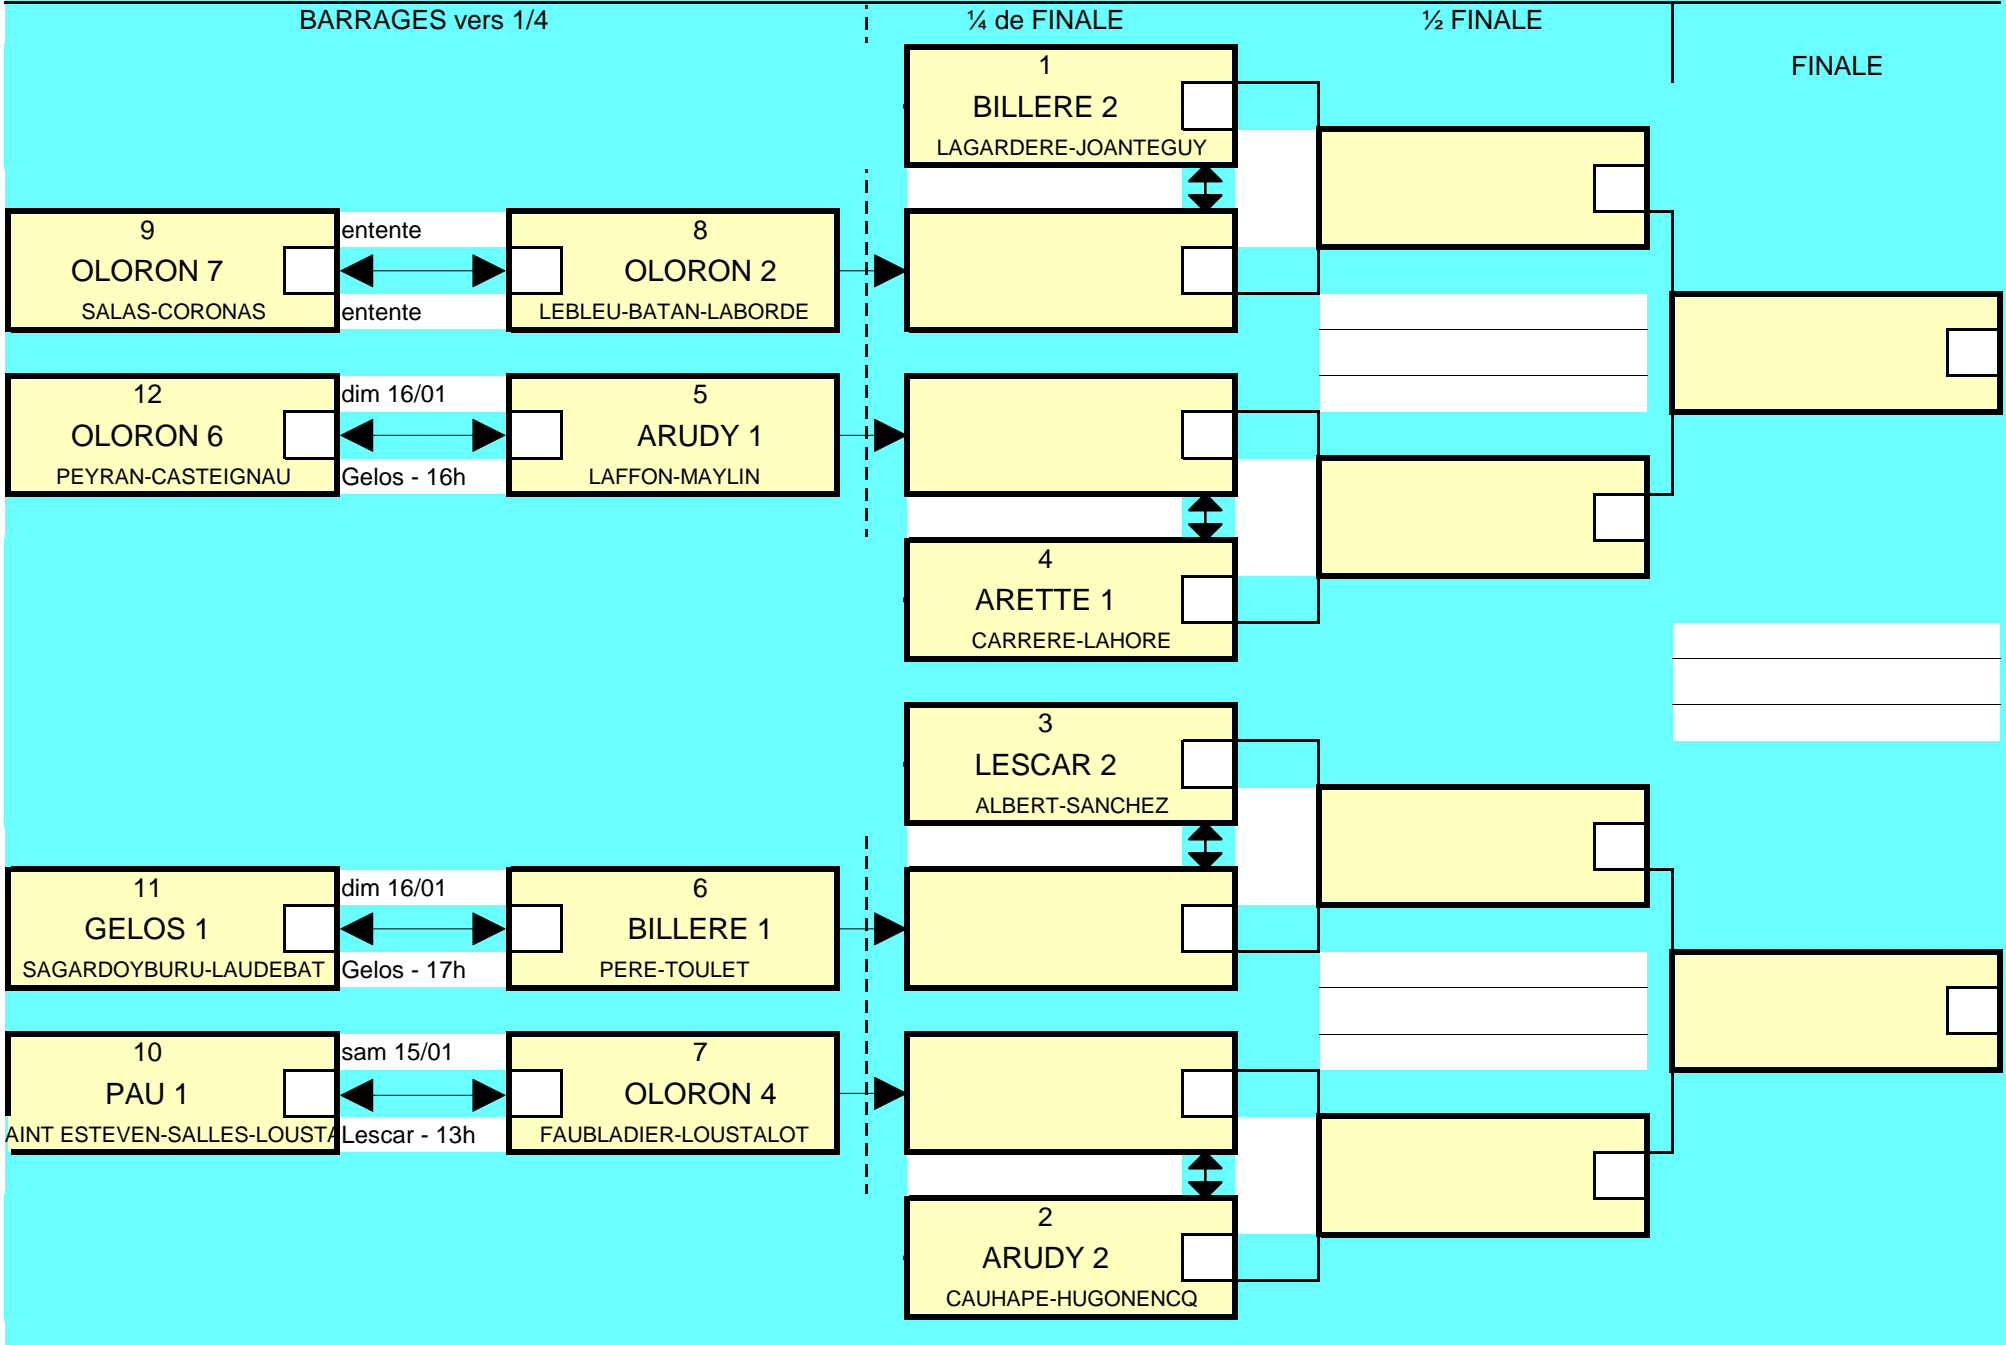 BARRAGES vers 1/4
¼ de FINALE
½ FINALE
FINALE
1
BILLERE 2
LAGARDERE-JOANTEGUY
9
OLORON 7
SALAS-CORONAS
entente
entente
8
OLORON 2
LEBLEU-BATAN-LABORDE
12
OLORON 6
PEYRAN-CASTEIGNAU
dim 16/01
Gelos - 16h
5
ARUDY 1
LAFFON-MAYLIN
4
ARETTE 1
CARRERE-LAHORE
3
LESCAR 2
ALBERT-SANCHEZ
11
GELOS 1
SAGARDOYBURU-LAUDEBAT
dim 16/01
Gelos - 17h
6
BILLERE 1
PERE-TOULET
10
PAU 1
AINT ESTEVEN-SALLES-LOUSTA
sam 15/01
Lescar - 13h
7
OLORON 4
FAUBLADIER-LOUSTALOT
2
ARUDY 2
CAUHAPE-HUGONENCQ